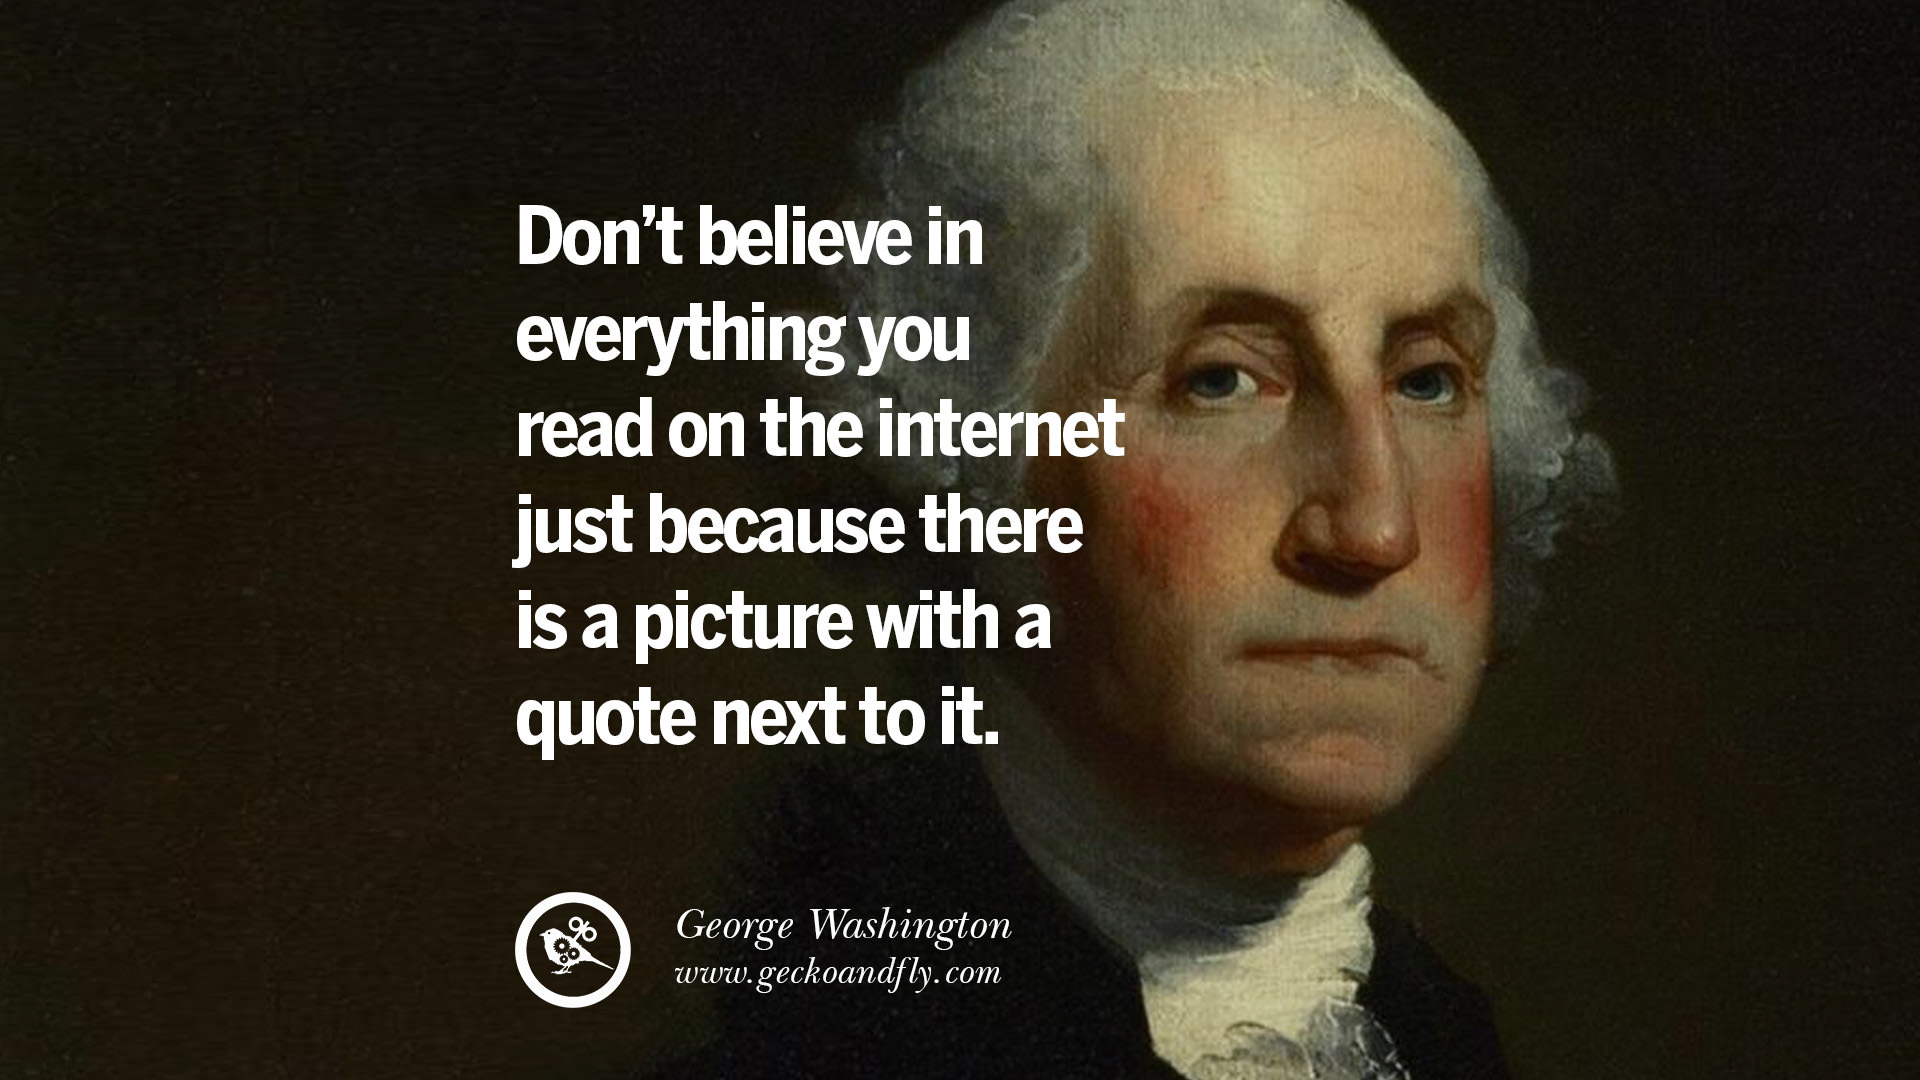 Don’t believe in
everything you
read on the internet
just because there
is a picture with a
quote next to it.
George Washington
www.geckoandfly.com